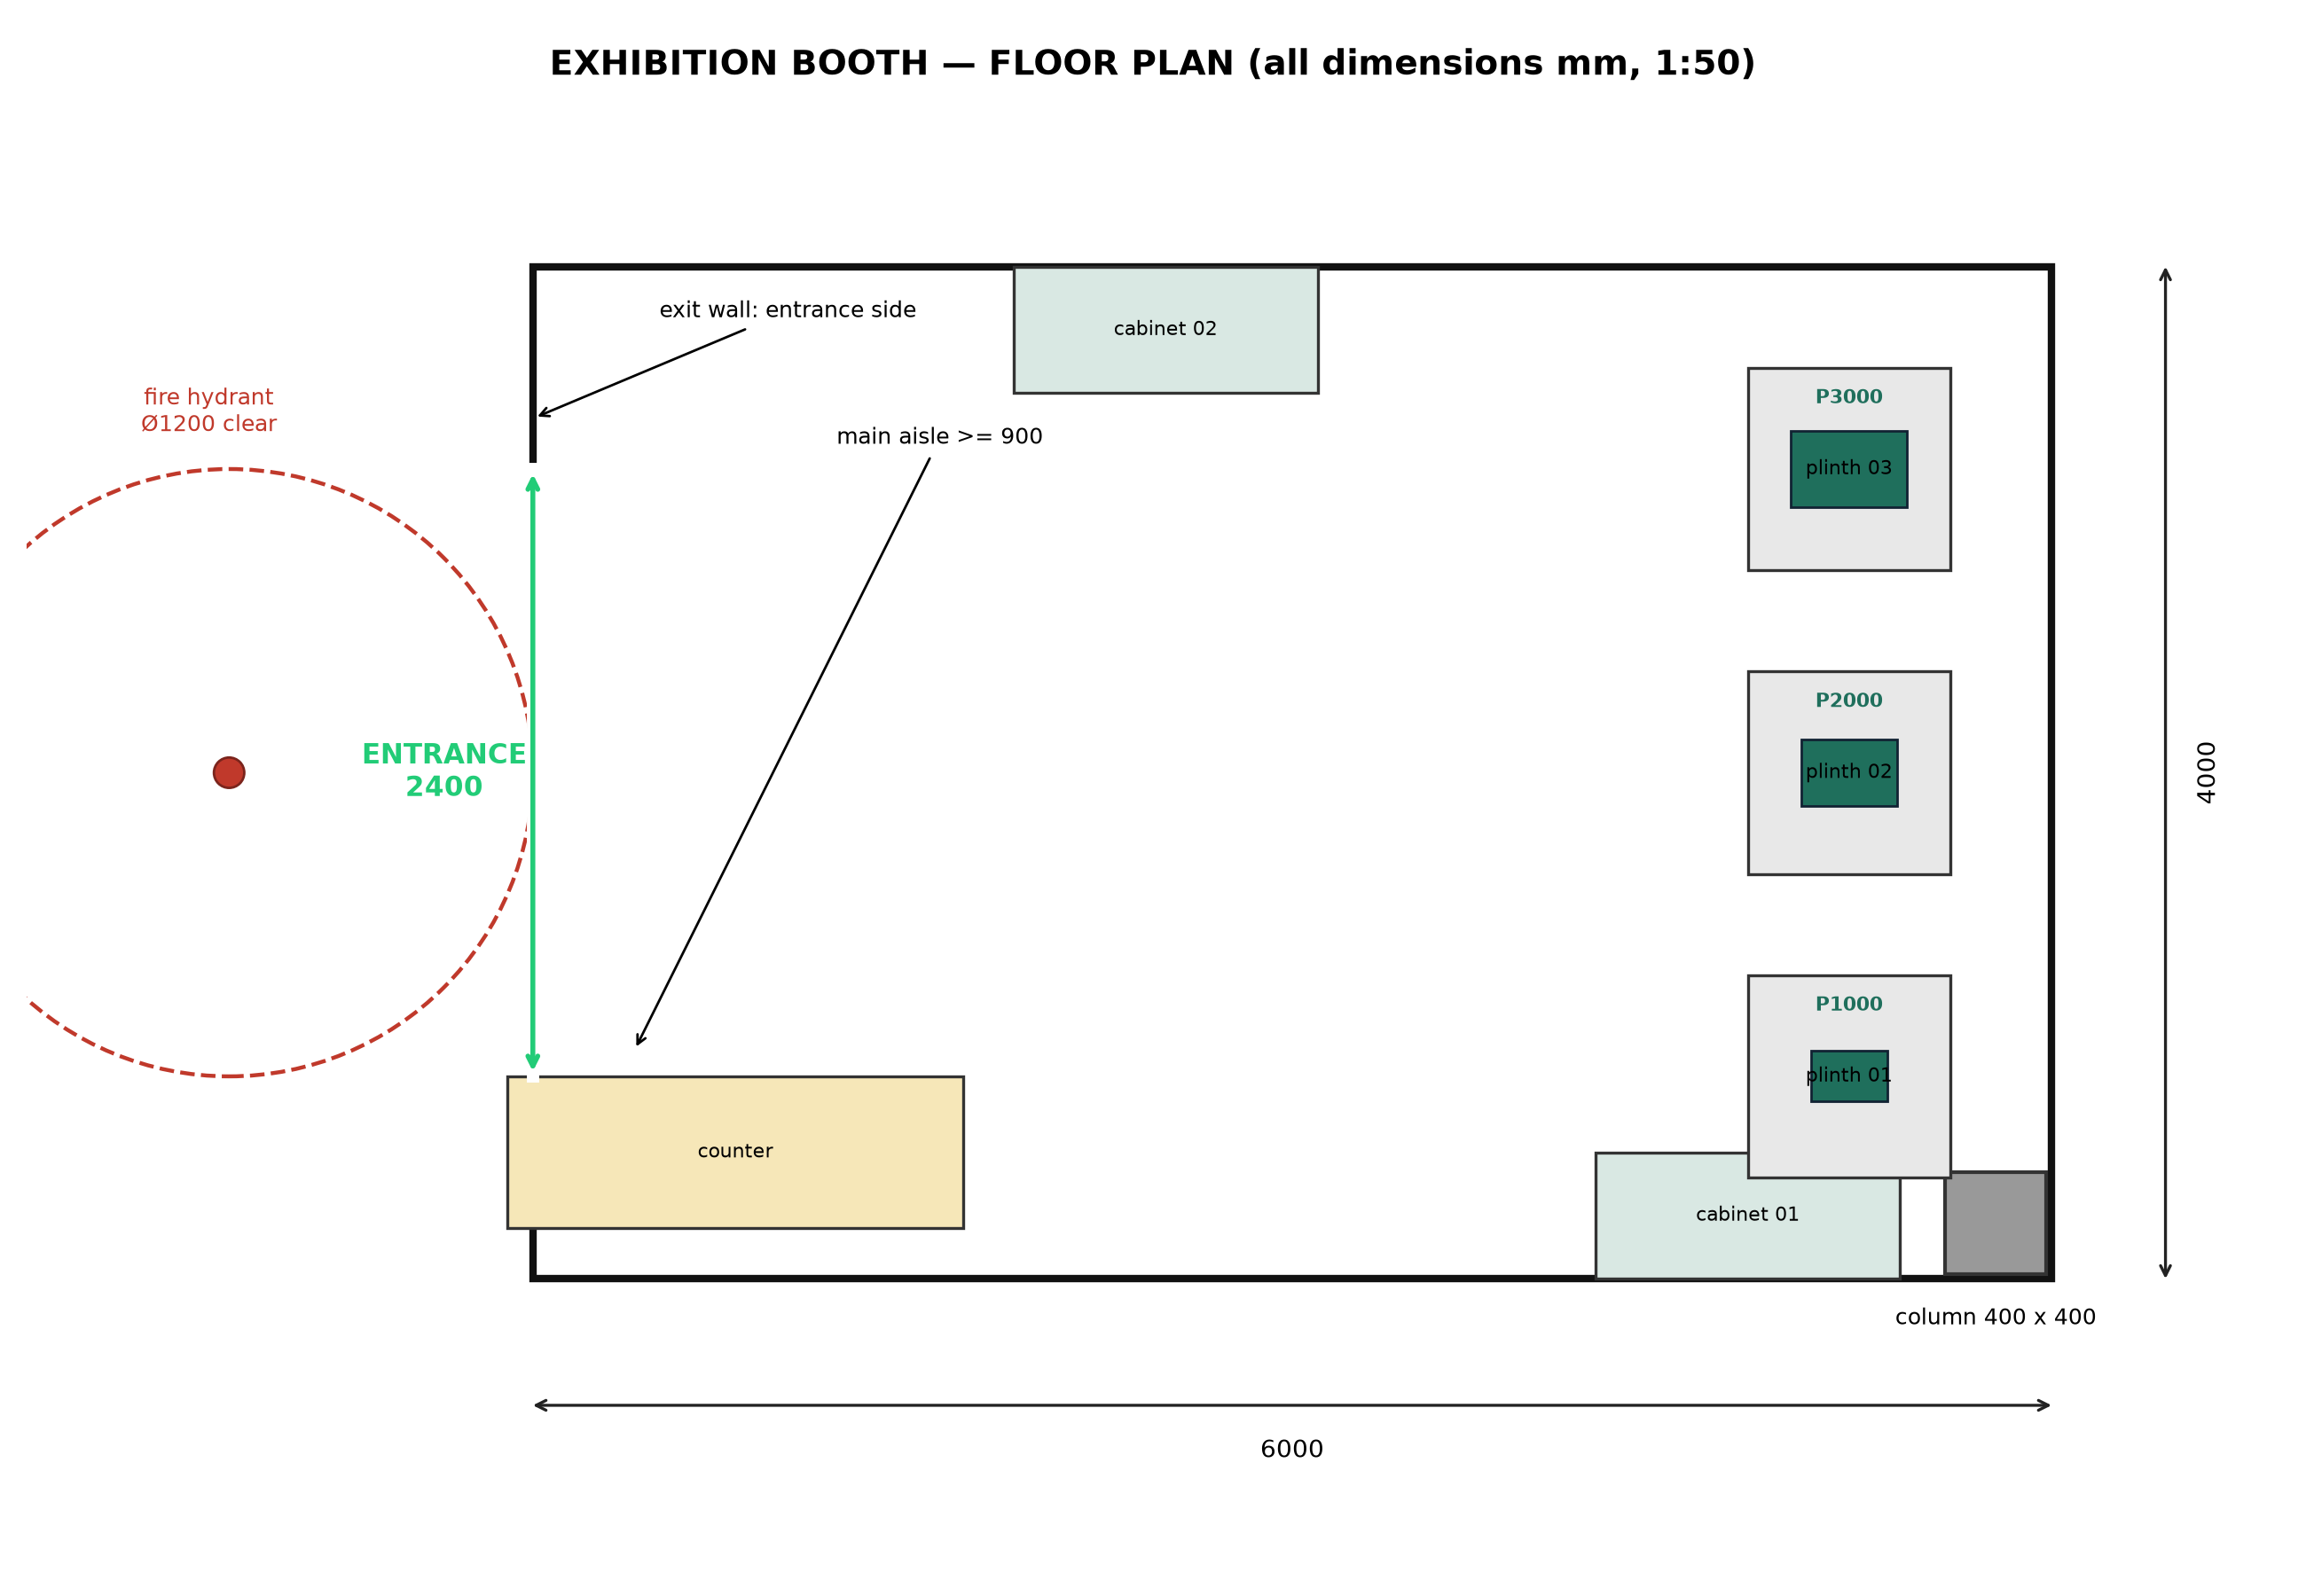 EXHIBITION BOOTH — FLOOR PLAN (all dimensions mm, 1:50)
exit wall: entrance side
cabinet 02
fire hydrant
Ø1200 clear
main aisle >= 900
P3000
plinth 03
P2000
plinth 02
ENTRANCE
2400
4000
P1000
plinth 01
counter
cabinet 01
column 400 x 400
6000